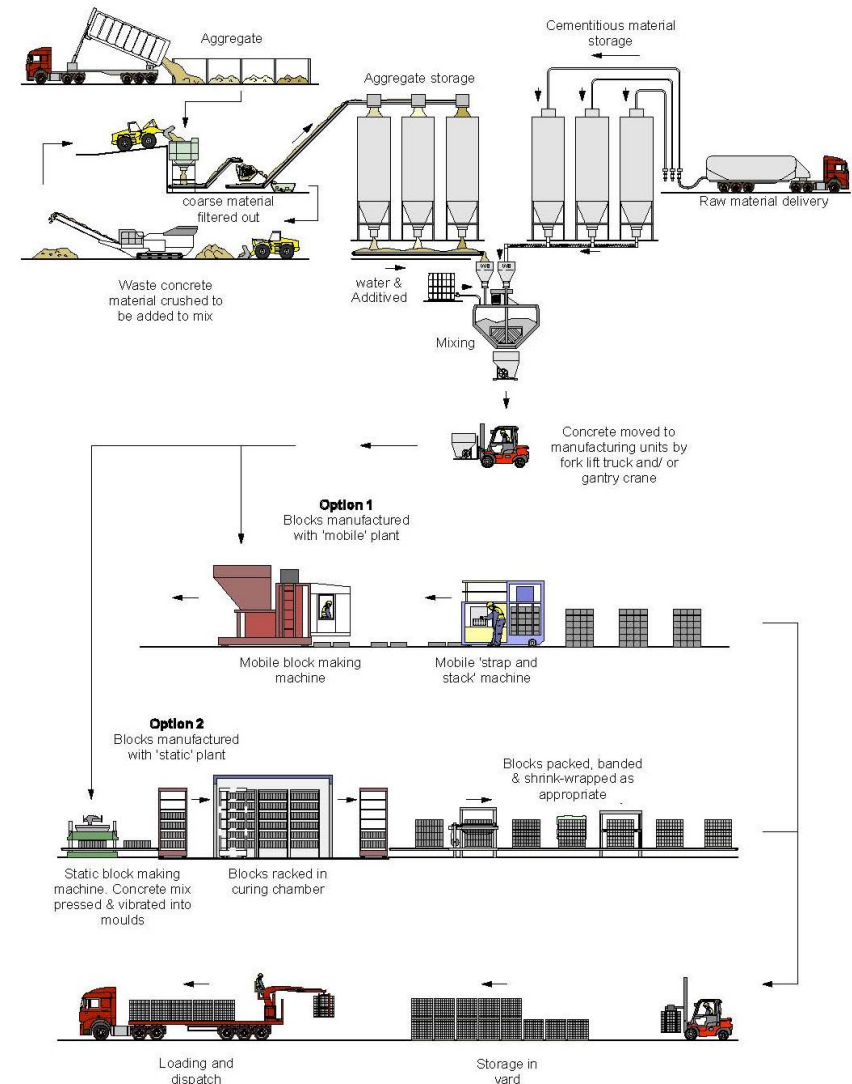 Aggregate
Cementitious material
storage
Aggregate storage
coarse material
filtered out
Raw material delivery
Waste concrete
material crushed to
be added to mix
water &
Additived
Mixing
Concrete moved to
manufacturing units by
fork lift truck and/ or
gantry crane
Option 1
Blocks manufactured
with 'mobile' plant
Mobile block making
machine
Mobile 'strap and
stack' machine
Option 2
Blocks manufactured
with 'static' plant
Blocks packed, banded
& shrink-wrapped as
appropriate
Static block making
machine. Concrete mix
pressed & vibrated into
moulds
Blocks racked in
curing chamber
Loading and
dispatch
Storage in
yard